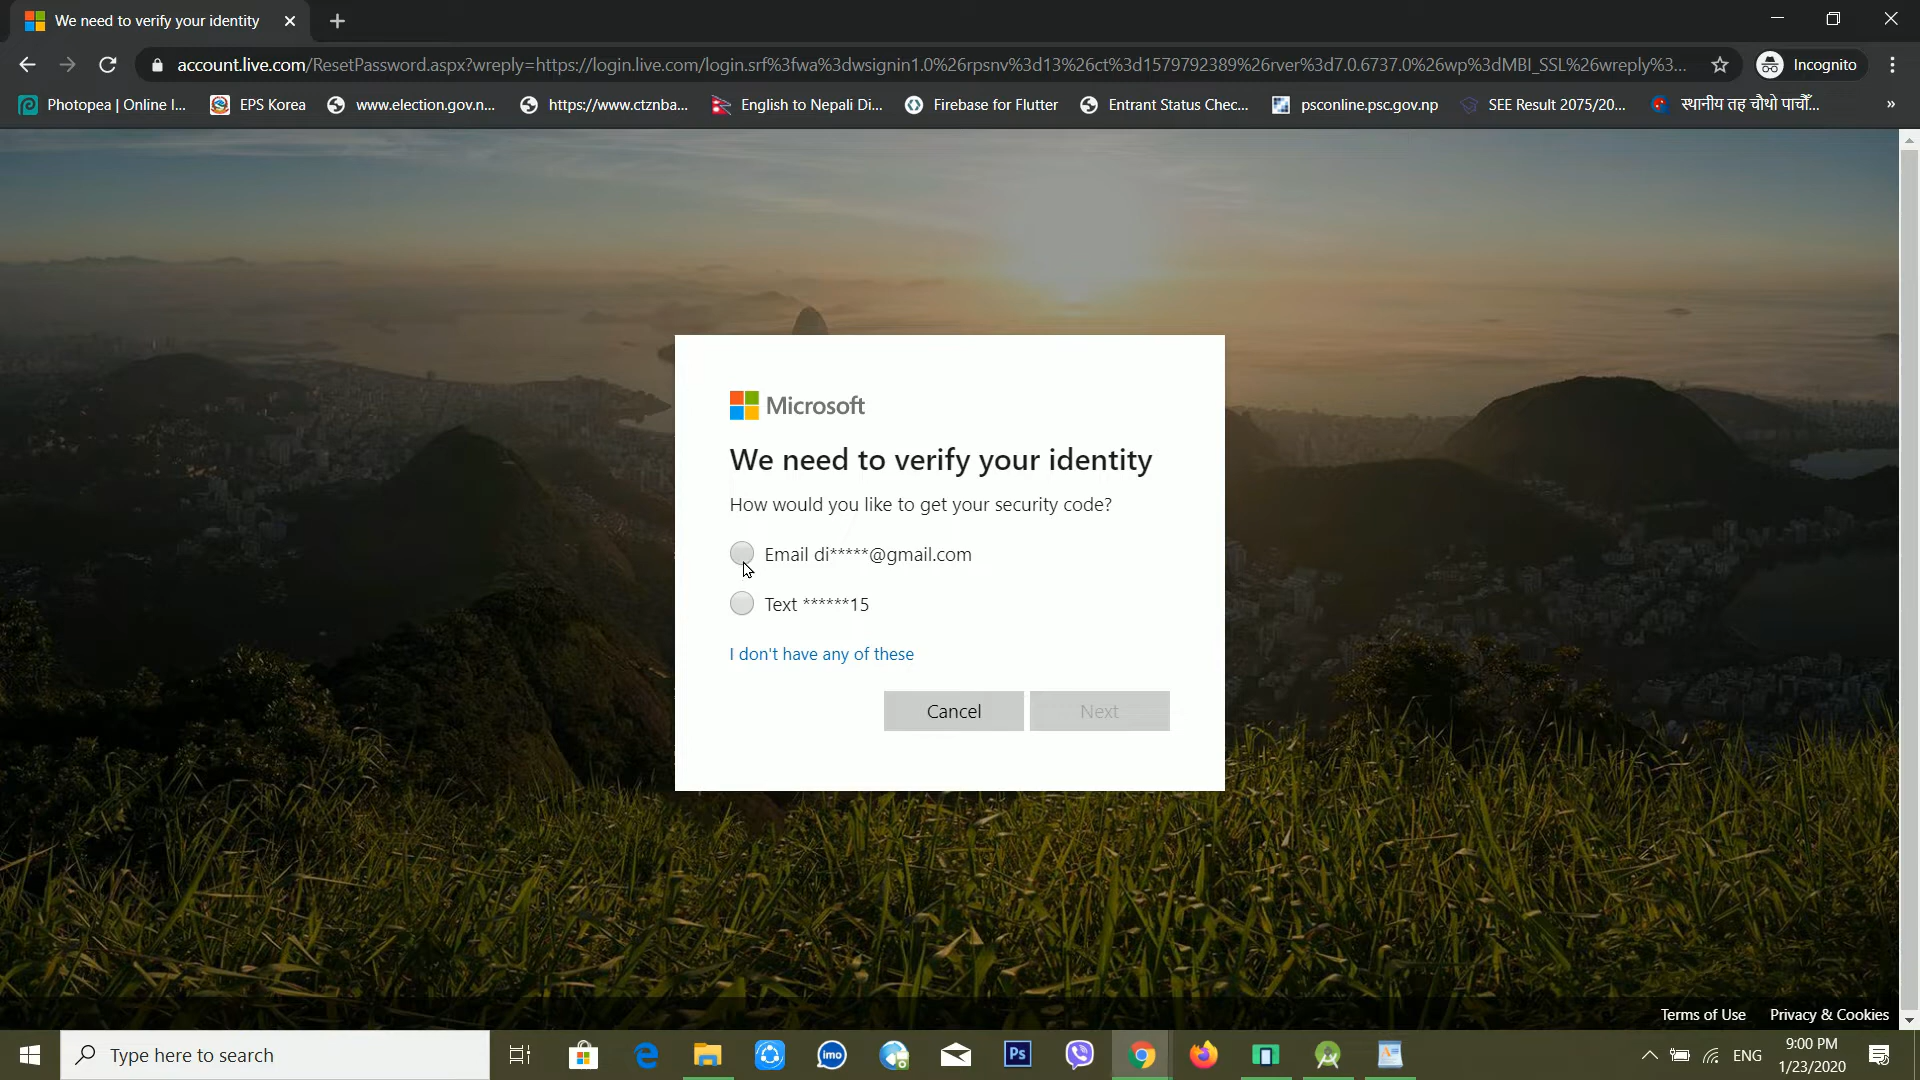 We need to verify your identity
account.live.com/ResetPassword.aspx?wreply=https://login.live.com/login.srf%3fwa%3dwsignin1.0%26rpsnv%3d13%26ct%3d1579792389%26rver%3d7.0.6737.0%26wp%3dMBI_SSL%26wreply%3...
Incognito
Photopea | Online I...
EPS Korea
www.election.gov.n...
https://www.ctznba...
English to Nepali Di...
Firebase for Flutter
Entrant Status Chec...
psconline.psc.gov.np
SEE Result 2075/20...
स्थानीय तह चौथो पाचौँ...
»
Microsoft
We need to verify your identity
How would you like to get your security code?
Email di*****@gmail.com
Text ******15
I don't have any of these
Cancel
Next
Terms of Use
Privacy & Cookies
Type here to search
imo
Ps
ENG
9:00 PM
1/23/2020